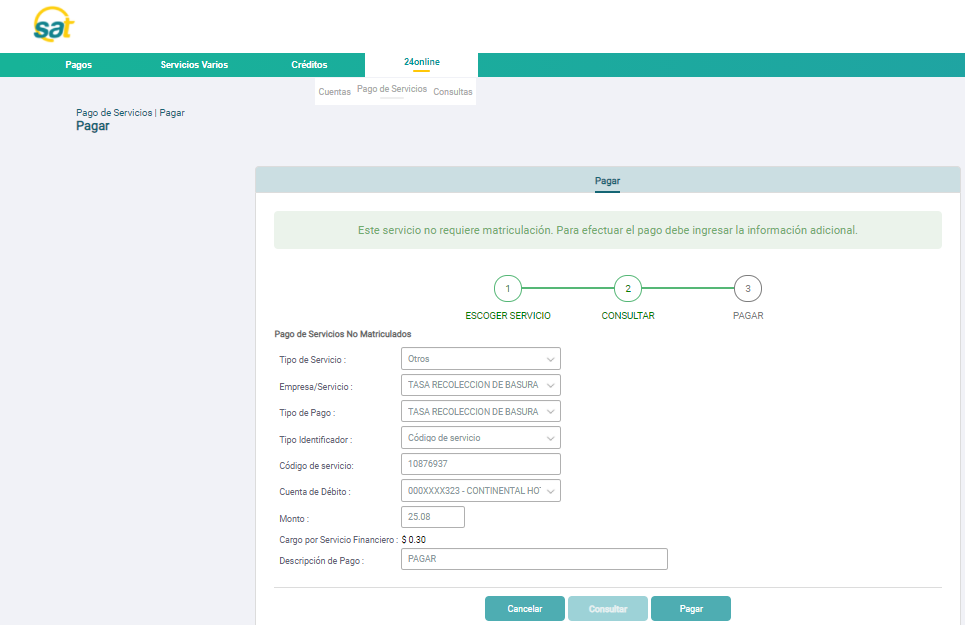 sat
Pagos Servicios Varios Créditos 24online
Cuentas Pago de Servicios Consultas
Pago de Servicios | Pagar
Pagar
Pagar
Este servicio no requiere matriculación. Para efectuar el pago debe ingresar la información adicional.
1 2 3
ESCOGER SERVICIO CONSULTAR PAGAR
Pago de Servicios No Matriculados
Tipo de Servicio : Otros
Empresa/Servicio : TASA RECOLECCION DE BASURA
Tipo de Pago : TASA RECOLECCION DE BASURA
Tipo Identificador : Código de servicio
Código de servicio: 10876937
Cuenta de Débito : 000XXXX323 - CONTINENTAL HOT
Monto : 25.08
Cargo por Servicio Financiero : $ 0.30
Descripción de Pago : PAGAR
Cancelar Consultar Pagar